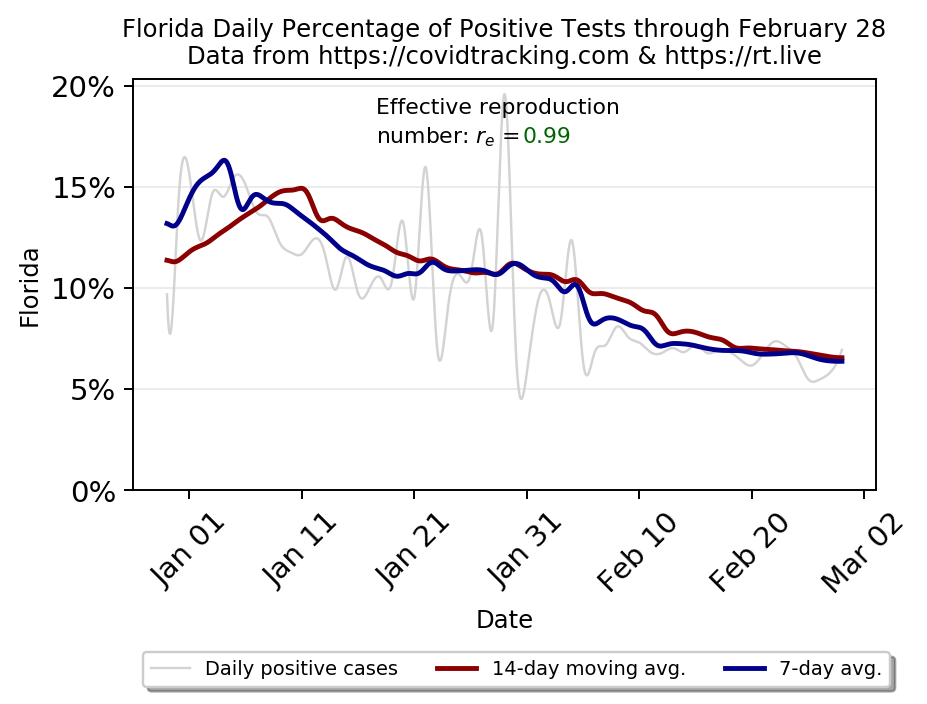 Florida Daily Percentage of Positive Tests through February 28
Data from https://covidtracking.com & https://rt.live
20%
Effective reproduction
number: rₑ = 0.99
15%
10%
5%
0%
Florida
Jan 01
Jan 11
Jan 21
Jan 31
Feb 10
Feb 20
Mar 02
Date
Daily positive cases
14-day moving avg.
7-day avg.